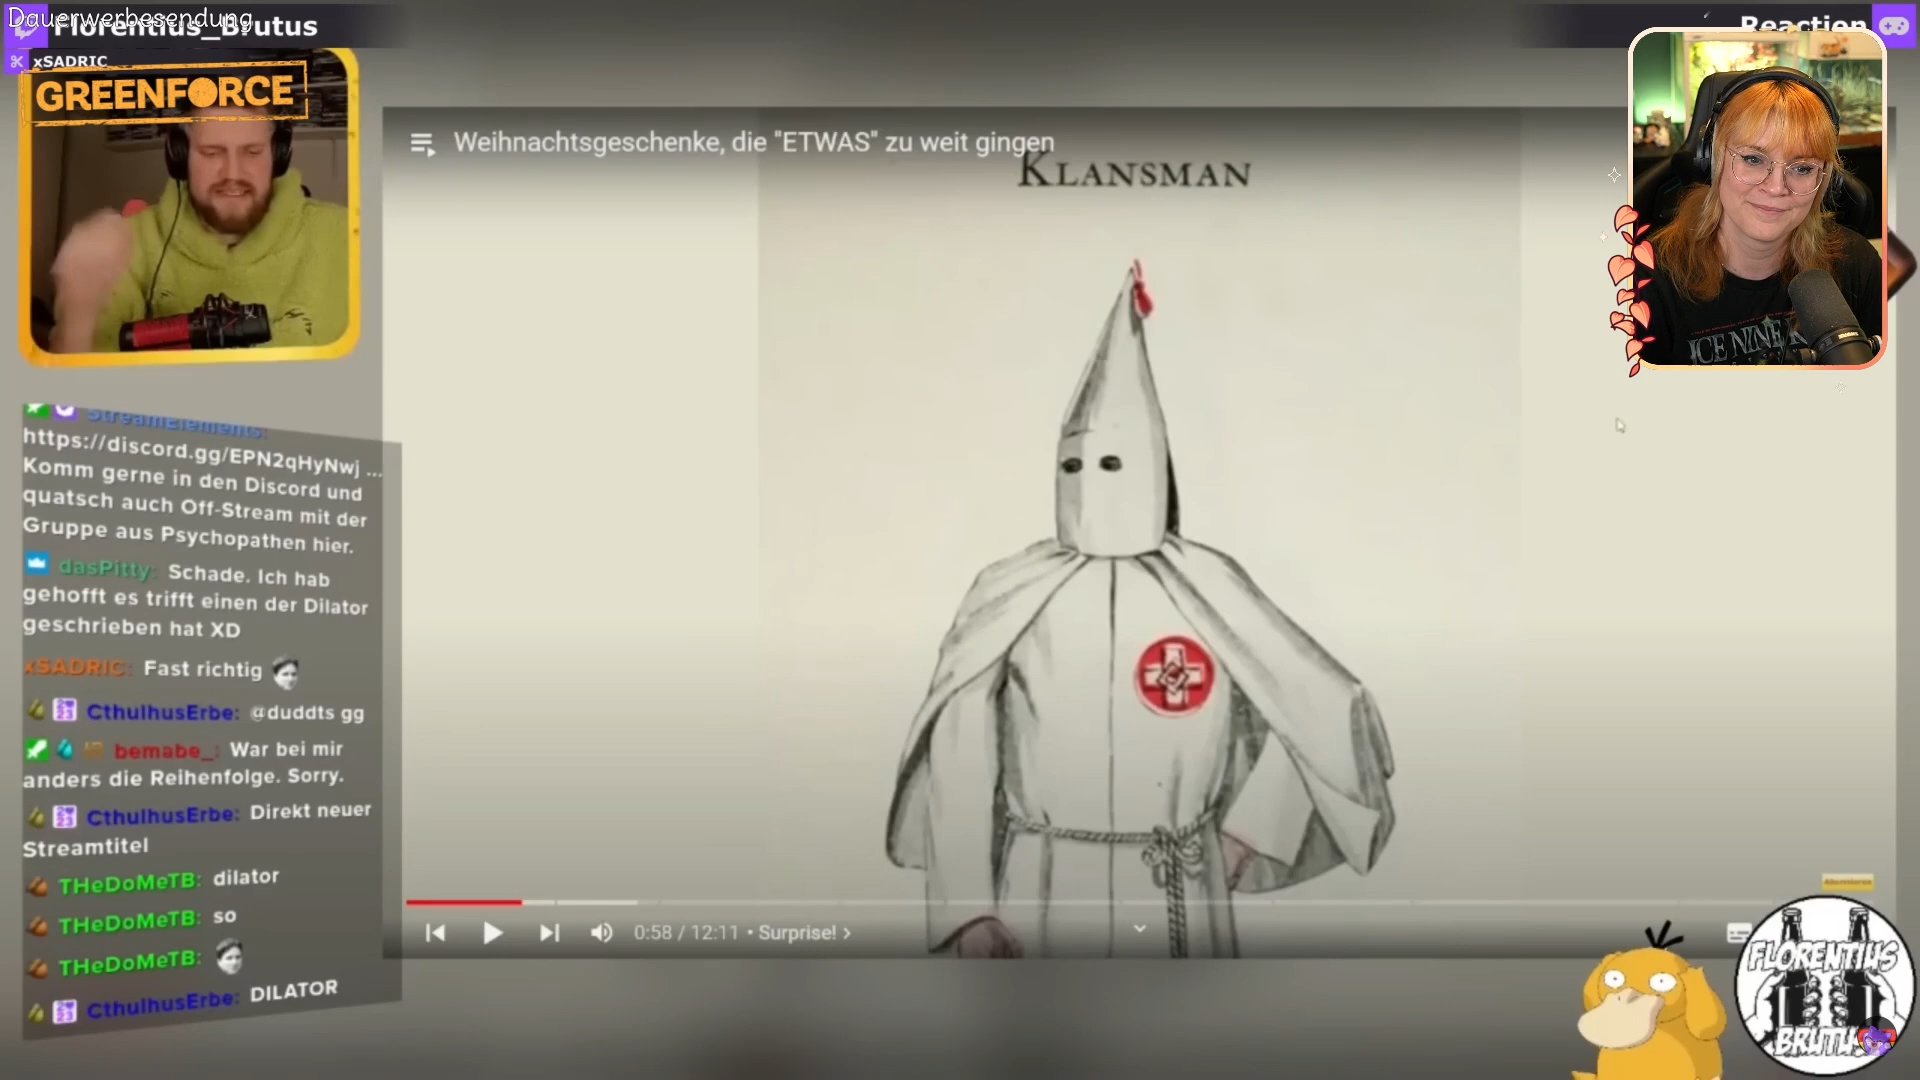 Dauerwerbesendung
Florentius_Brutus
xSADRIC
Reaction
GREENFORCE
Weihnachtsgeschenke, die "ETWAS" zu weit gingen
KLANSMAN
ICE NINE K
StreamElements:
https://discord.gg/EPN2qHyNwj ...
Komm gerne in den Discord und
quatsch auch Off-Stream mit der
Gruppe aus Psychopathen hier.
dasPitty: Schade. Ich hab
gehofft es trifft einen der Dilator
geschrieben hat XD
xSADRIC: Fast richtig
CthulhusErbe: @duddts gg
bemabe_: War bei mir
anders die Reihenfolge. Sorry.
CthulhusErbe: Direkt neuer
Streamtitel
THeDoMeTB: dilator
THeDoMeTB: so
THeDoMeTB:
CthulhusErbe: DILATOR
0:58 / 12:11 • Surprise! >
Abonnieren
FLORENTIUS
BRUTU